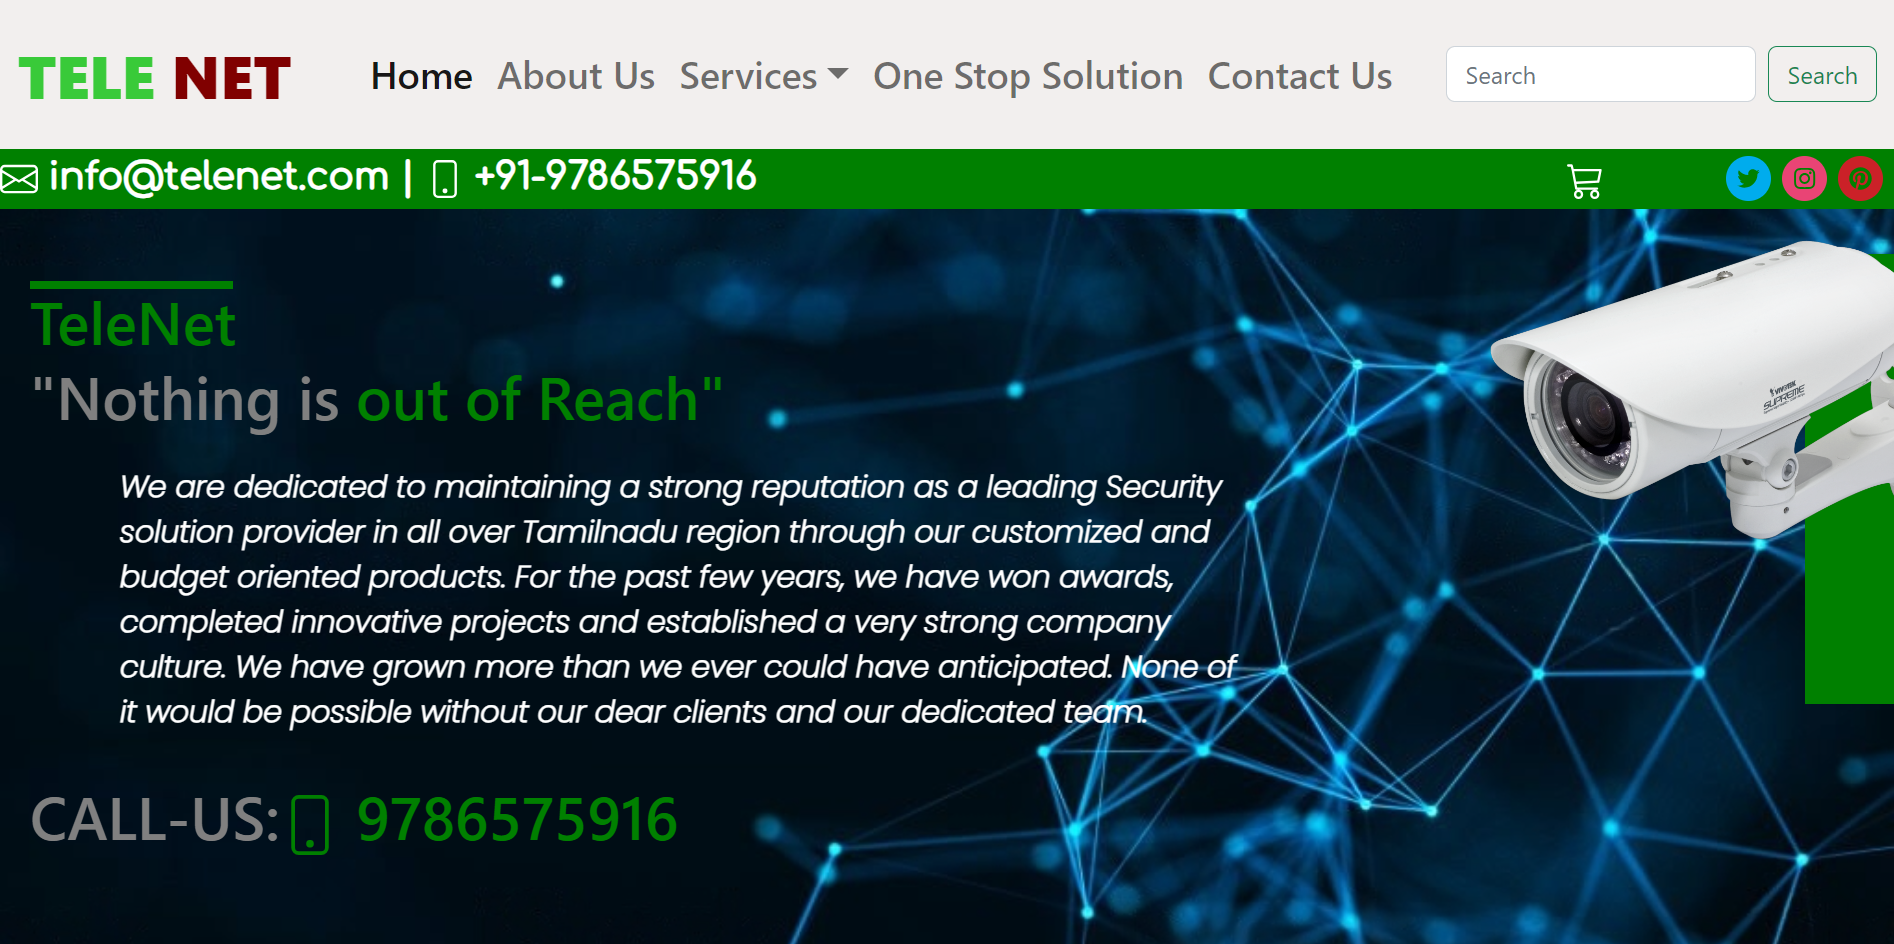 TELE NET
Home About Us Services One Stop Solution Contact Us
Search
Search
info@telenet.com | +91-9786575916
TeleNet
"Nothing is out of Reach"
We are dedicated to maintaining a strong reputation as a leading Security
solution provider in all over Tamilnadu region through our customized and
budget oriented products. For the past few years, we have won awards,
completed innovative projects and established a very strong company
culture. We have grown more than we ever could have anticipated. None of
it would be possible without our dear clients and our dedicated team.
CALL-US: 9786575916
VIVOTEK
SUPREME